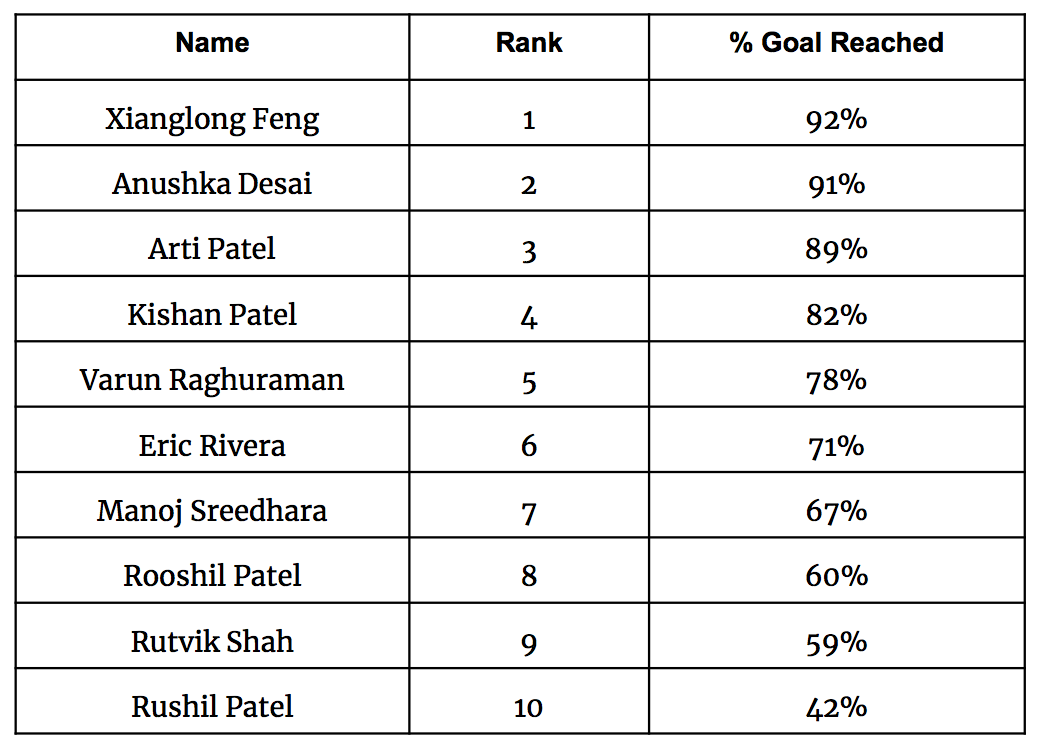 Name Rank % Goal Reached
Xianglong Feng 1 92%
Anushka Desai 2 91%
Arti Patel 3 89%
Kishan Patel 4 82%
Varun Raghuraman 5 78%
Eric Rivera 6 71%
Manoj Sreedhara 7 67%
Rooshil Patel 8 60%
Rutvik Shah 9 59%
Rushil Patel 10 42%